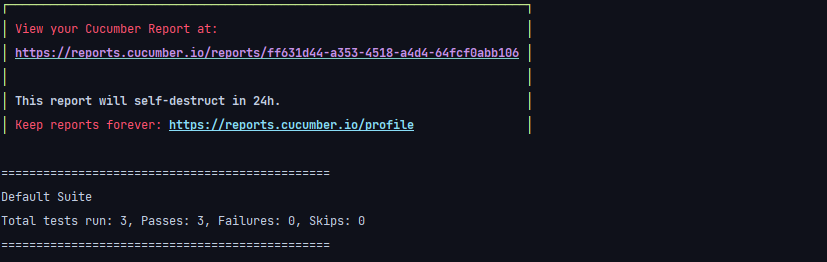 View your Cucumber Report at:
https://reports.cucumber.io/reports/ff631d44-a353-4518-a4d4-64fcf0abb106
This report will self-destruct in 24h.
Keep reports forever: https://reports.cucumber.io/profile
===============================================
Default Suite
Total tests run: 3, Passes: 3, Failures: 0, Skips: 0
===============================================